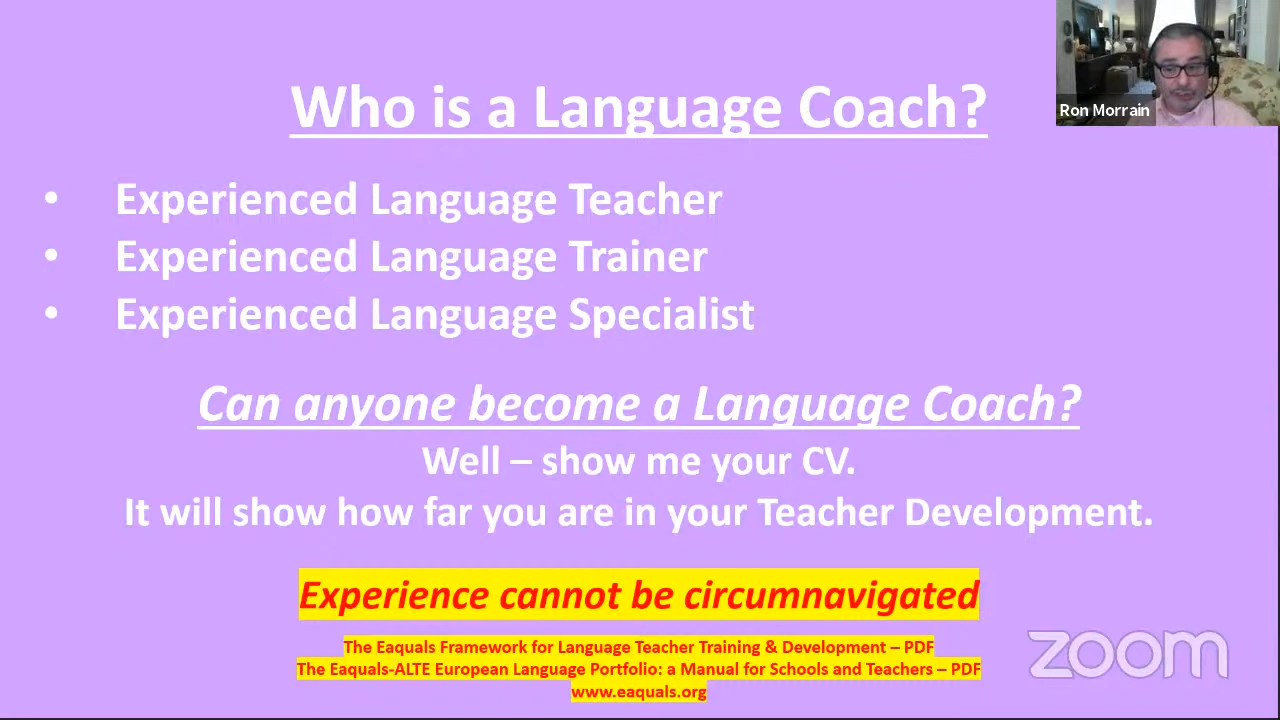 Who is a Language Coach?
Ron Morrain
• Experienced Language Teacher
• Experienced Language Trainer
• Experienced Language Specialist
Can anyone become a Language Coach?
Well – show me your CV.
It will show how far you are in your Teacher Development.
Experience cannot be circumnavigated
The Eaquals Framework for Language Teacher Training & Development – PDF
The Eaquals-ALTE European Language Portfolio: a Manual for Schools and Teachers – PDF
www.eaquals.org
zoom